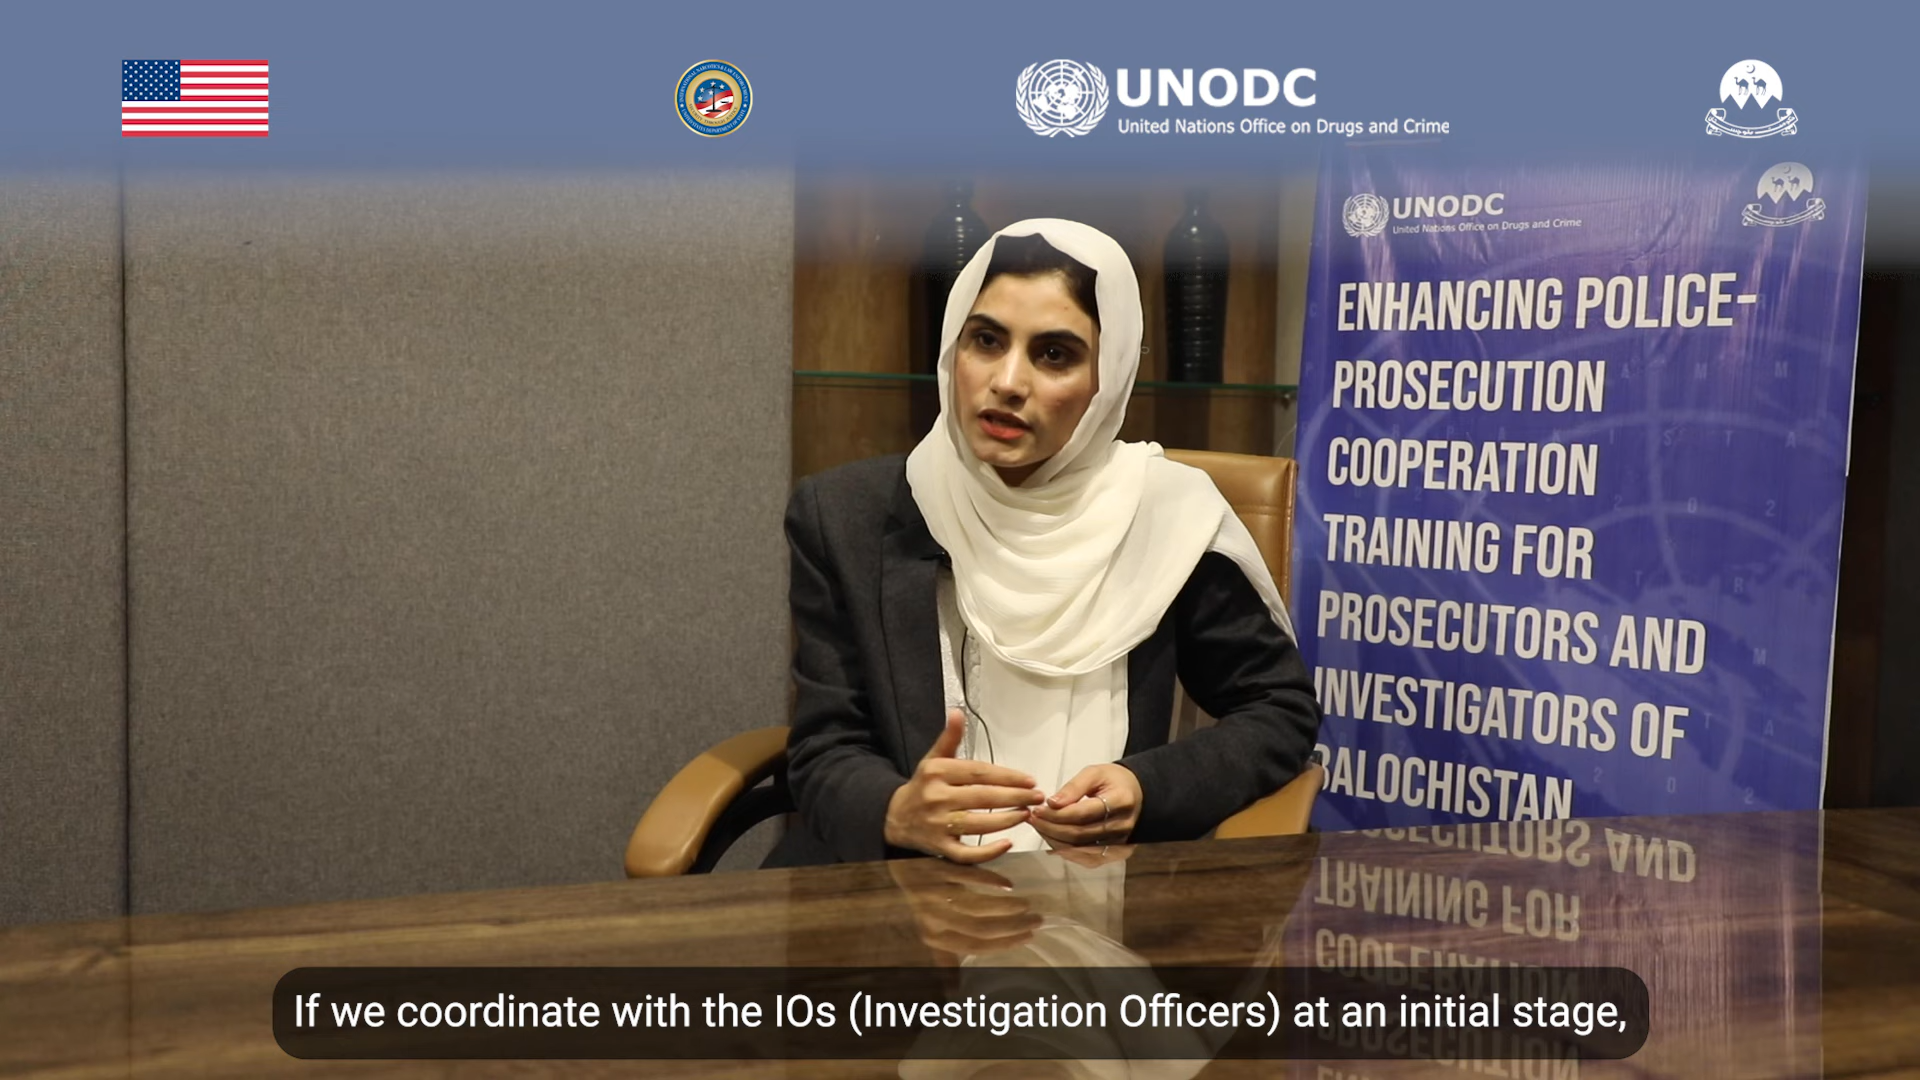 UNODC
United Nations Office on Drugs and Crime
UNODC
United Nations Office on Drugs and Crime
ENHANCING POLICE-
PROSECUTION
COOPERATION
TRAINING FOR
PROSECUTORS AND
INVESTIGATORS OF
BALOCHISTAN
If we coordinate with the IOs (Investigation Officers) at an initial stage,